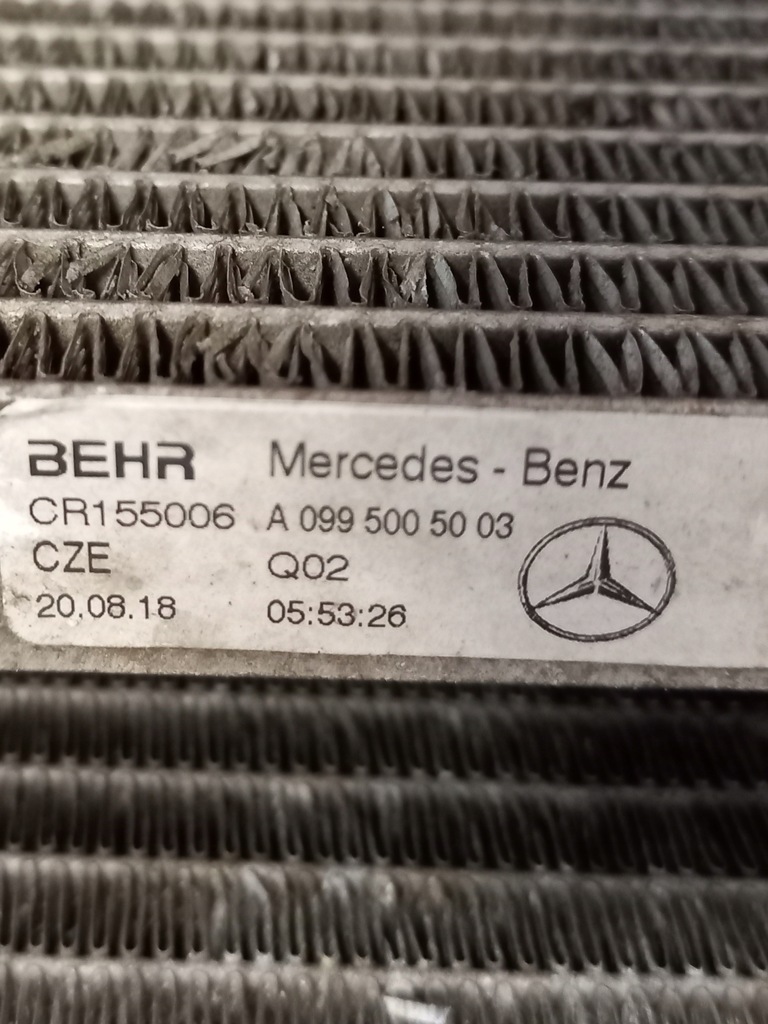 BEHR Mercedes - Benz
CR155006 A 099 500 50 03
CZE Q02
20.08.18 05:53:26